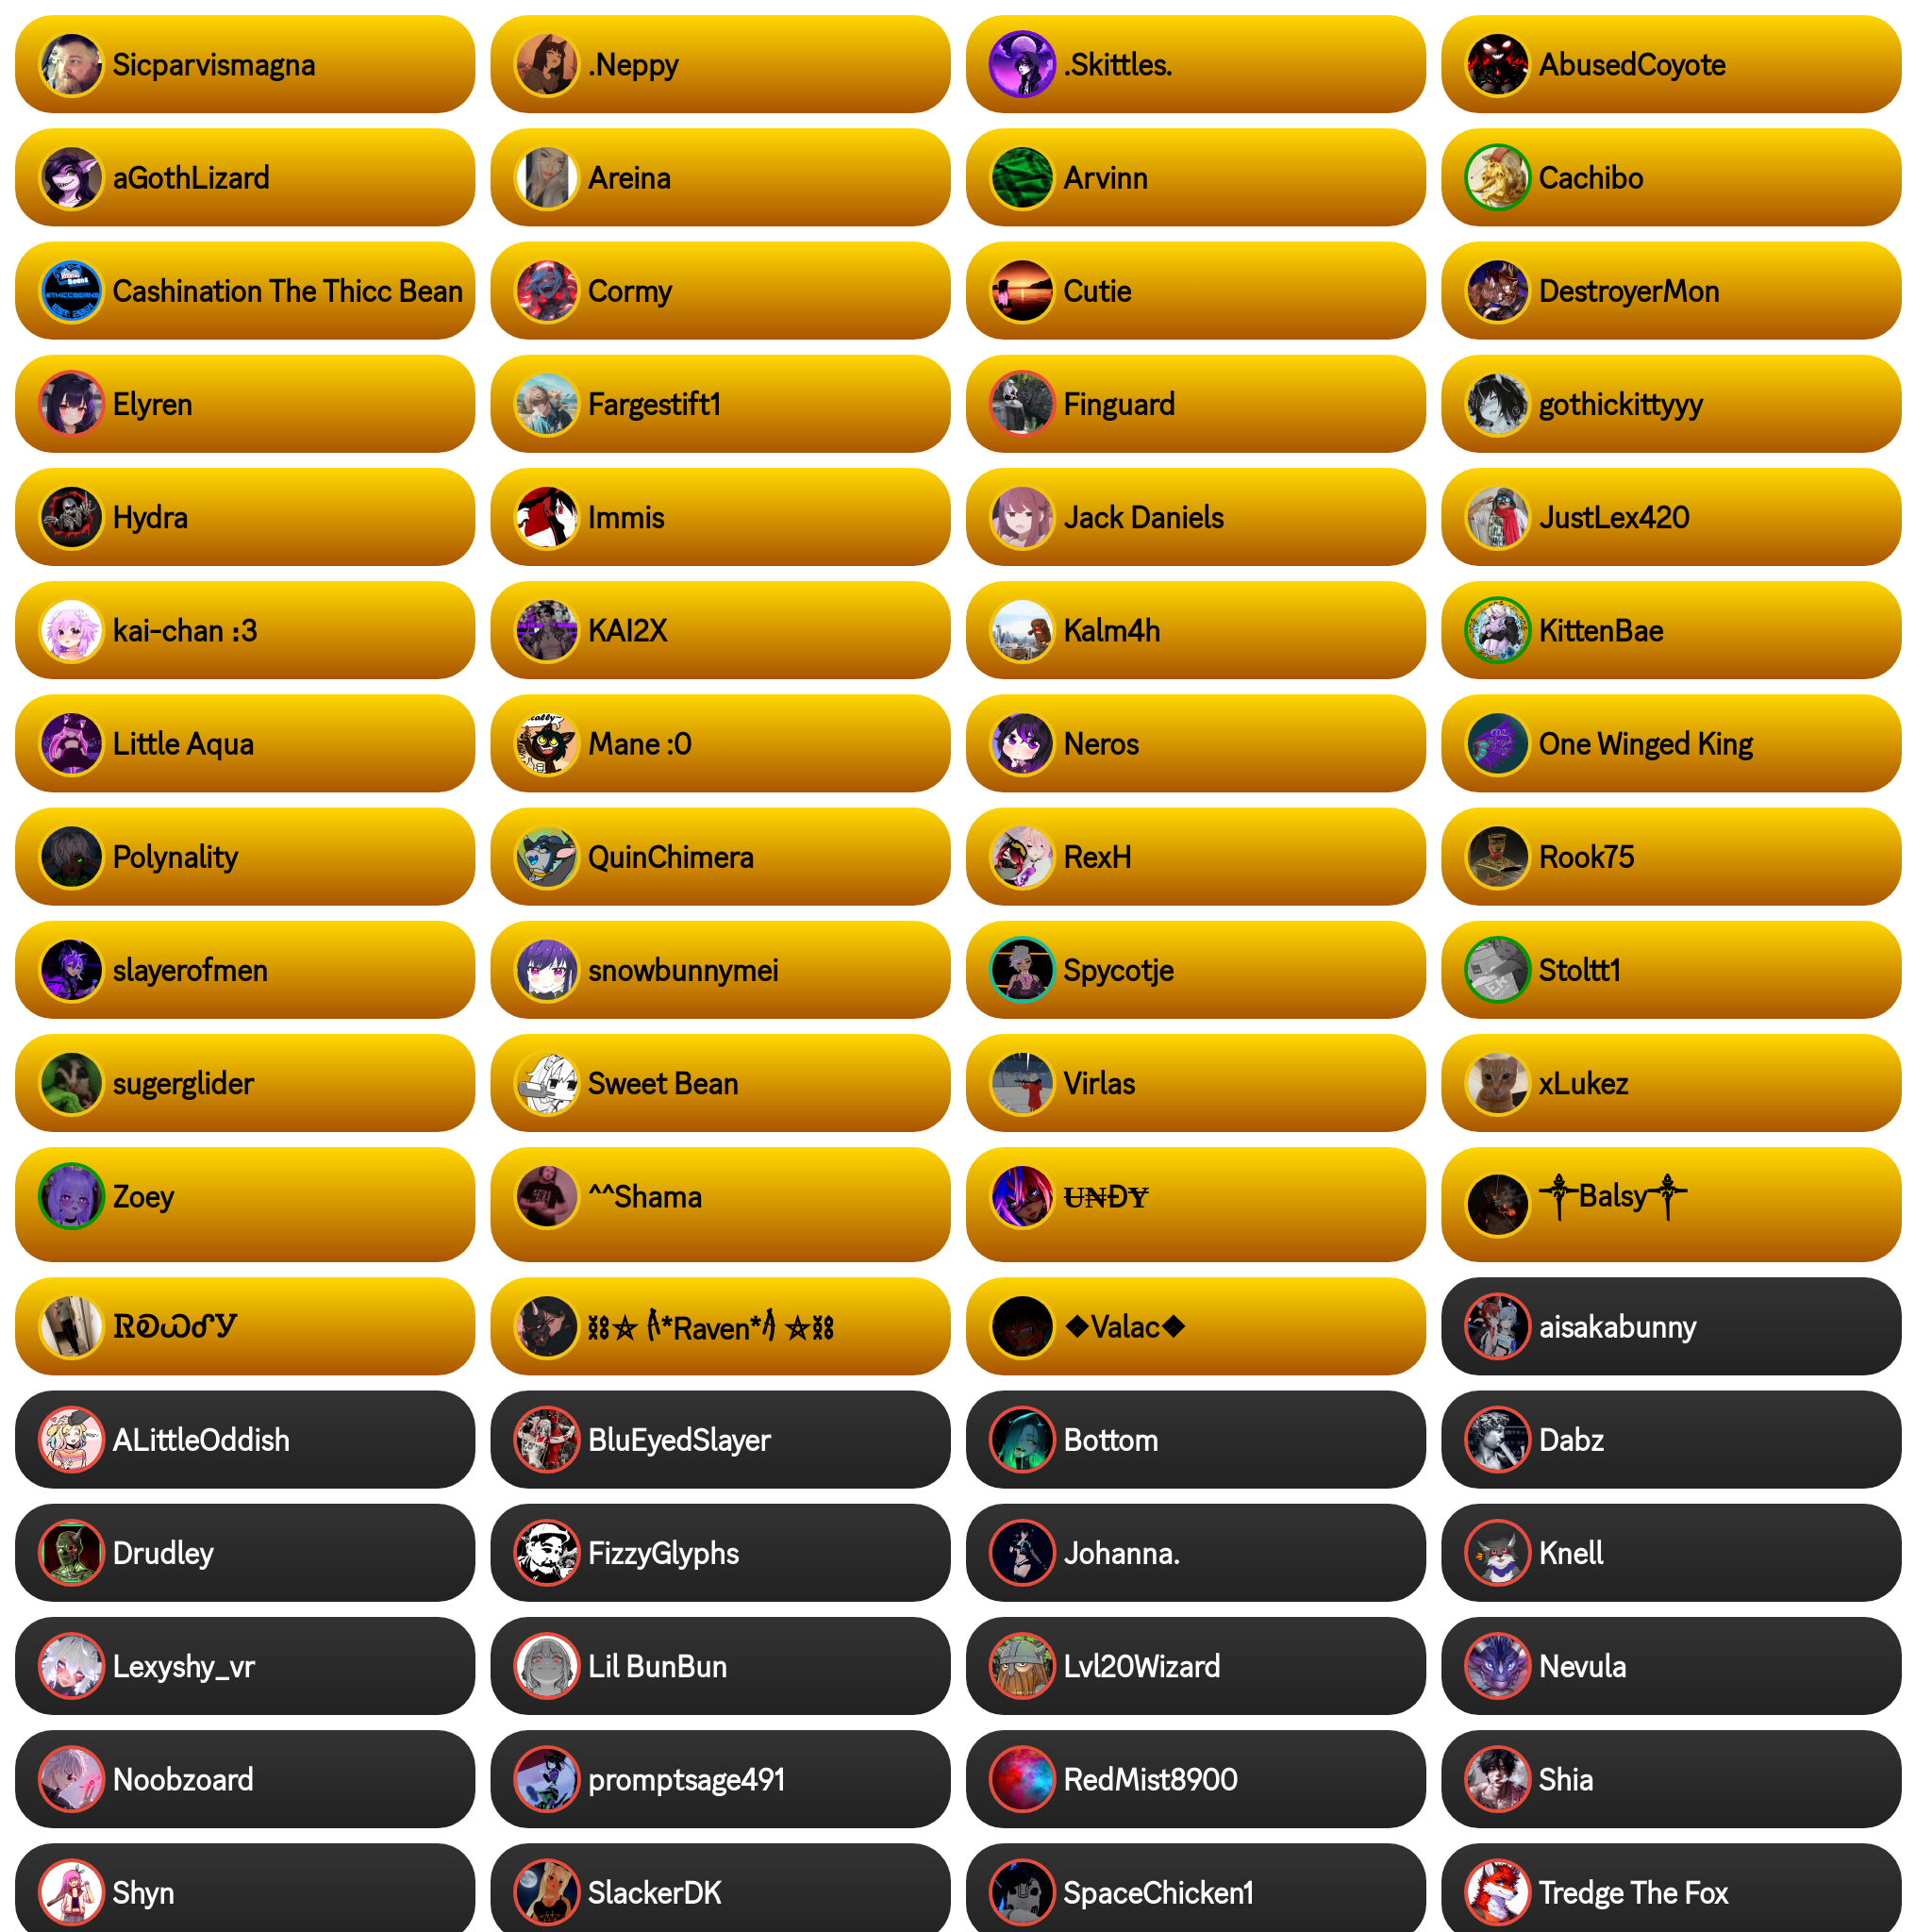 Sicparvismagna
.Neppy
.Skittles.
AbusedCoyote
aGothLizard
Areina
Arvinn
Cachibo
Cashination The Thicc Bean
Cormy
Cutie
DestroyerMon
Elyren
Fargestift1
Finguard
gothickittyyy
Hydra
Immis
Jack Daniels
JustLex420
kai-chan :3
KAI2X
Kalm4h
KittenBae
Little Aqua
Mane :0
Neros
One Winged King
Polynality
QuinChimera
RexH
Rook75
slayerofmen
snowbunnymei
Spycotje
Stoltt1
sugerglider
Sweet Bean
Virlas
xLukez
Zoey
^^Shama
Balsy
*Raven*
❖Valac❖
aisakabunny
ALittleOddish
BluEyedSlayer
Bottom
Dabz
Drudley
FizzyGlyphs
Johanna.
Knell
Lexyshy_vr
Lil BunBun
Lvl20Wizard
Nevula
Noobzoard
promptsage491
RedMist8900
Shia
Shyn
SlackerDK
SpaceChicken1
Tredge The Fox